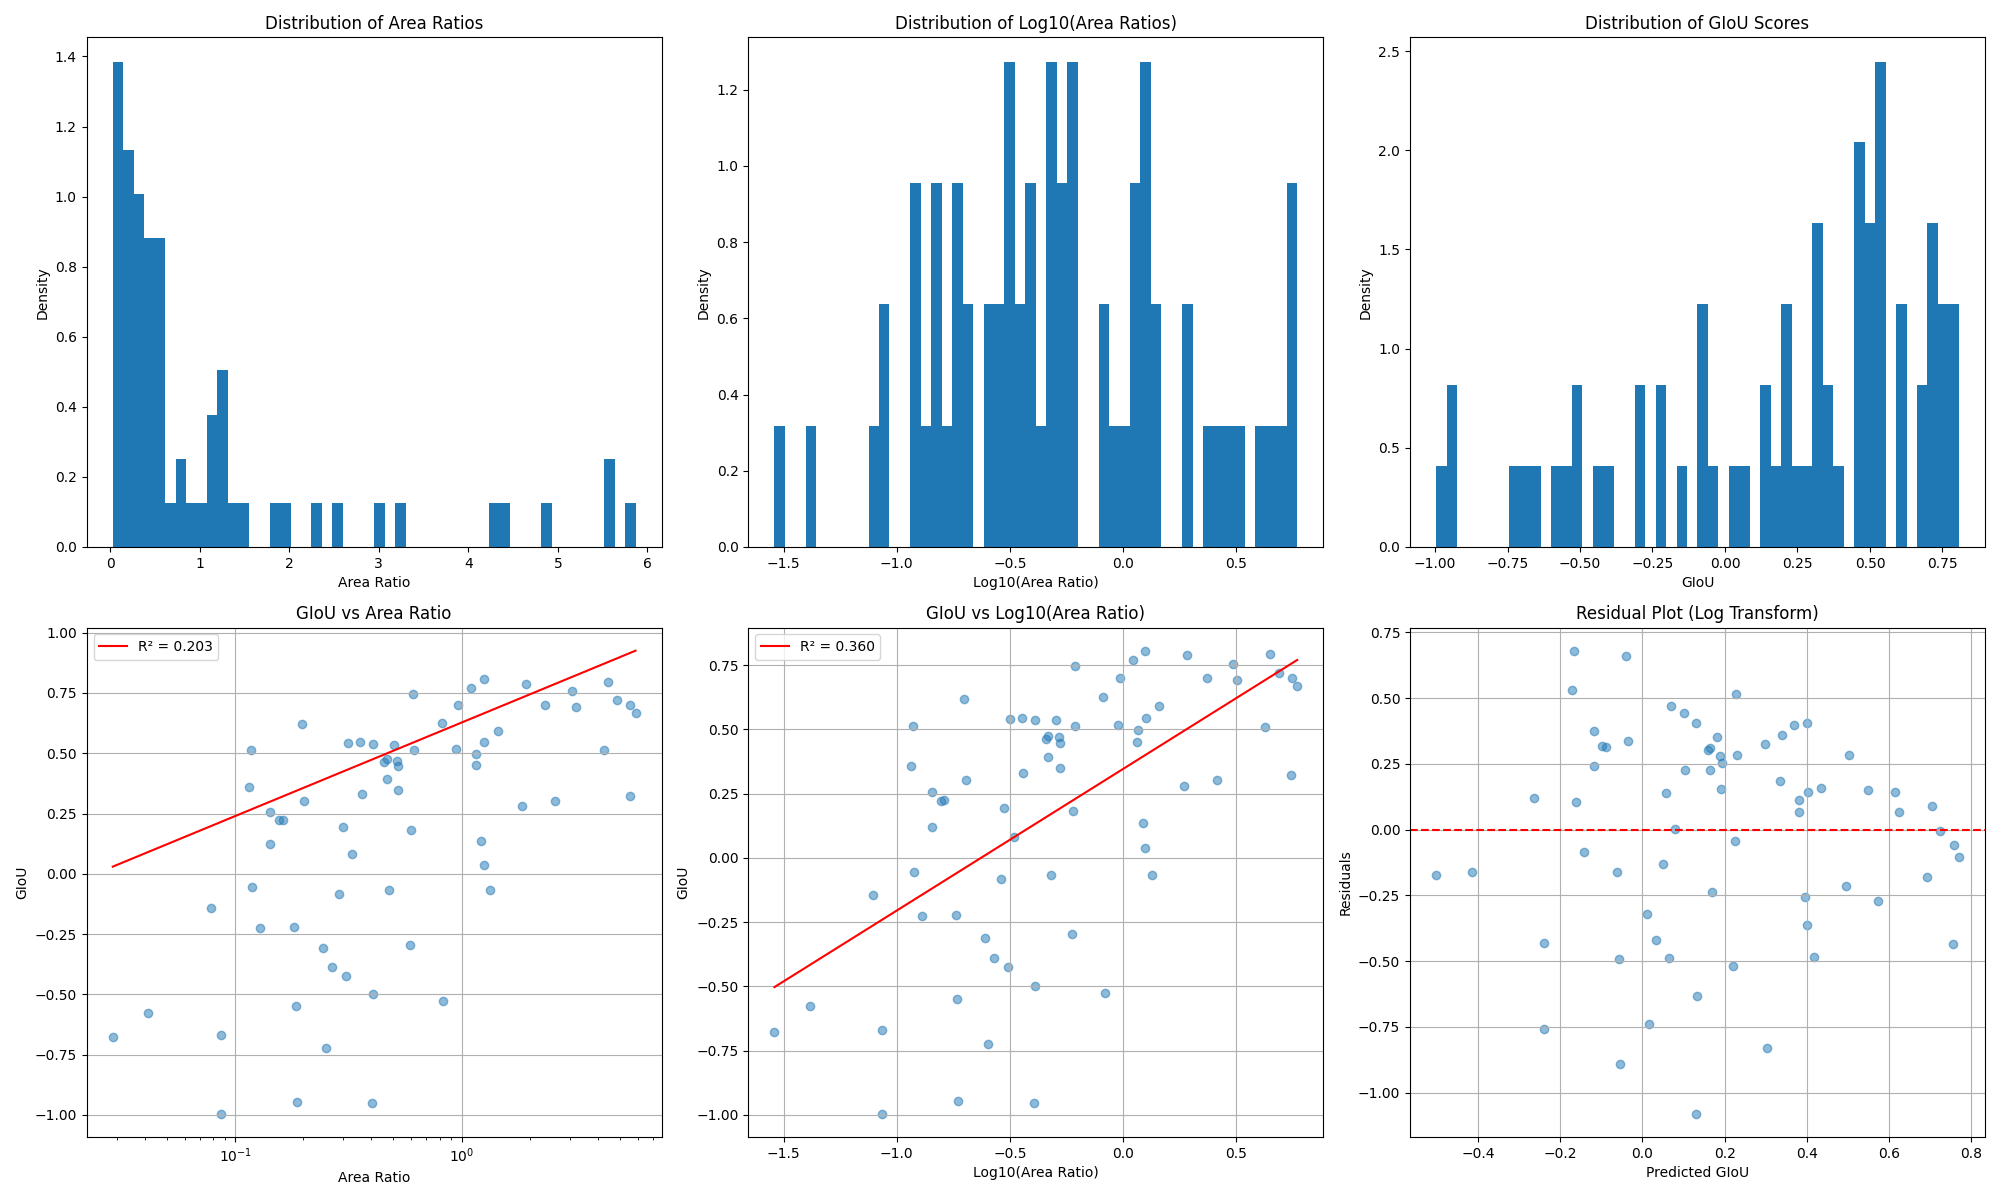 Distribution of Area Ratios
Density
1.4
1.2
1.0
0.8
0.6
0.4
0.2
0.0
0 1 2 3 4 5 6
Area Ratio
Distribution of Log10(Area Ratios)
Density
1.2
1.0
0.8
0.6
0.4
0.2
0.0
−1.5 −1.0 −0.5 0.0 0.5
Log10(Area Ratio)
Distribution of GIoU Scores
Density
2.5
2.0
1.5
1.0
0.5
0.0
−1.00 −0.75 −0.50 −0.25 0.00 0.25 0.50 0.75
GIoU
GIoU vs Area Ratio
R² = 0.203
GIoU
1.00
0.75
0.50
0.25
0.00
−0.25
−0.50
−0.75
−1.00
10⁻¹ 10⁰
Area Ratio
GIoU vs Log10(Area Ratio)
R² = 0.360
GIoU
0.75
0.50
0.25
0.00
−0.25
−0.50
−0.75
−1.00
−1.5 −1.0 −0.5 0.0 0.5
Log10(Area Ratio)
Residual Plot (Log Transform)
Residuals
0.75
0.50
0.25
0.00
−0.25
−0.50
−0.75
−1.00
−0.4 −0.2 0.0 0.2 0.4 0.6 0.8
Predicted GIoU